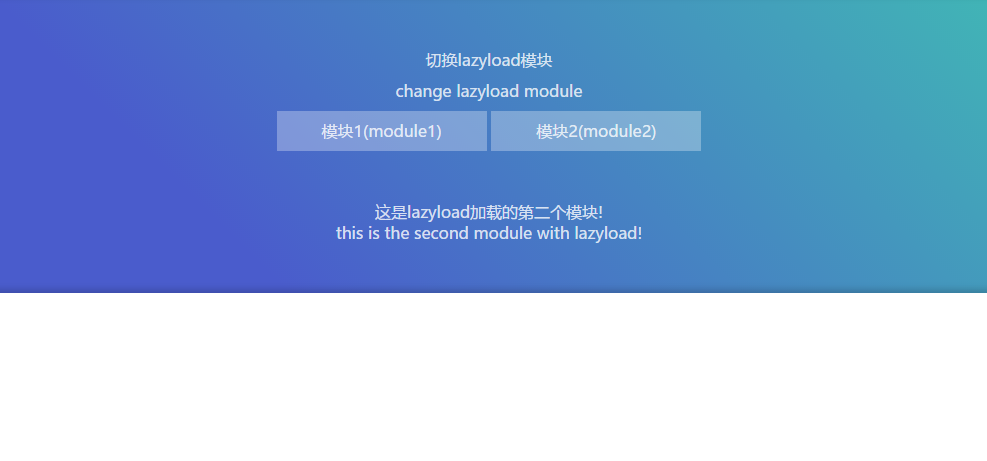 切换lazyload模块
change lazyload module
模块1(module1) 模块2(module2)
这是lazyload加载的第二个模块!
this is the second module with lazyload!